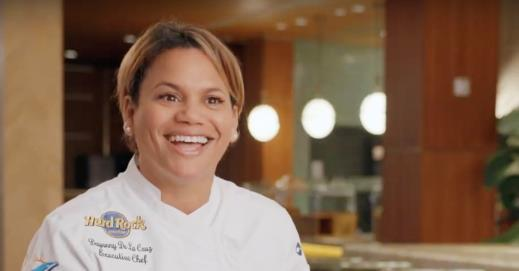 Hard Rock
Dayanny De La Cruz
Executive Chef